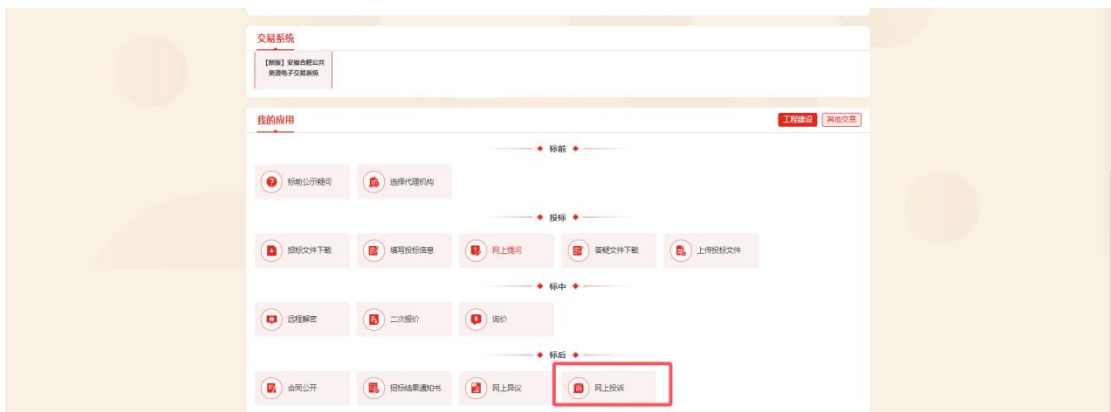 交易系统
【新版】安徽合肥公共
资源电子交易系统
我的应用
工程建设 其他交易
标前
标前公示疑问 选择代理机构
投标
招标文件下载 填写投标信息 网上提问 答疑文件下载 上传投标文件
标中
远程解密 二次报价 询价
标后
合同公开 招标结果通知书 网上异议 网上投诉